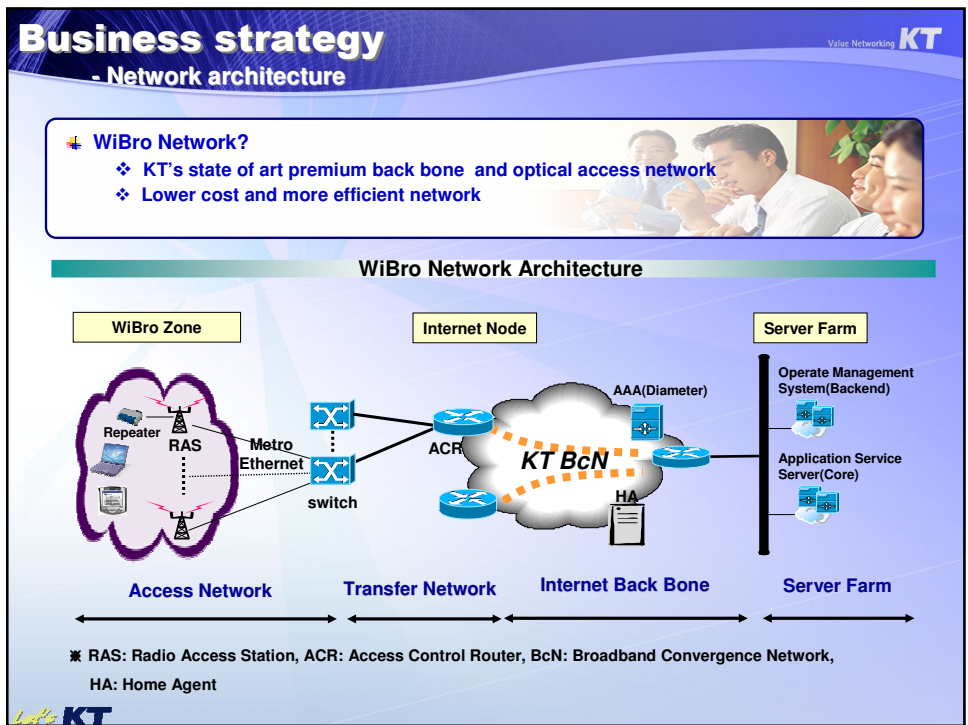 Business strategy
- Network architecture
Value Networking KT
WiBro Network?
❖ KT's state of art premium back bone and optical access network
❖ Lower cost and more efficient network
WiBro Network Architecture
WiBro Zone
Internet Node
Server Farm
Repeater
RAS
Metro
Ethernet
switch
ACR
KT BcN
AAA(Diameter)
HA
Operate Management
System(Backend)
Application Service
Server(Core)
Access Network
Transfer Network
Internet Back Bone
Server Farm
※ RAS: Radio Access Station, ACR: Access Control Router, BcN: Broadband Convergence Network,
HA: Home Agent
Let's KT